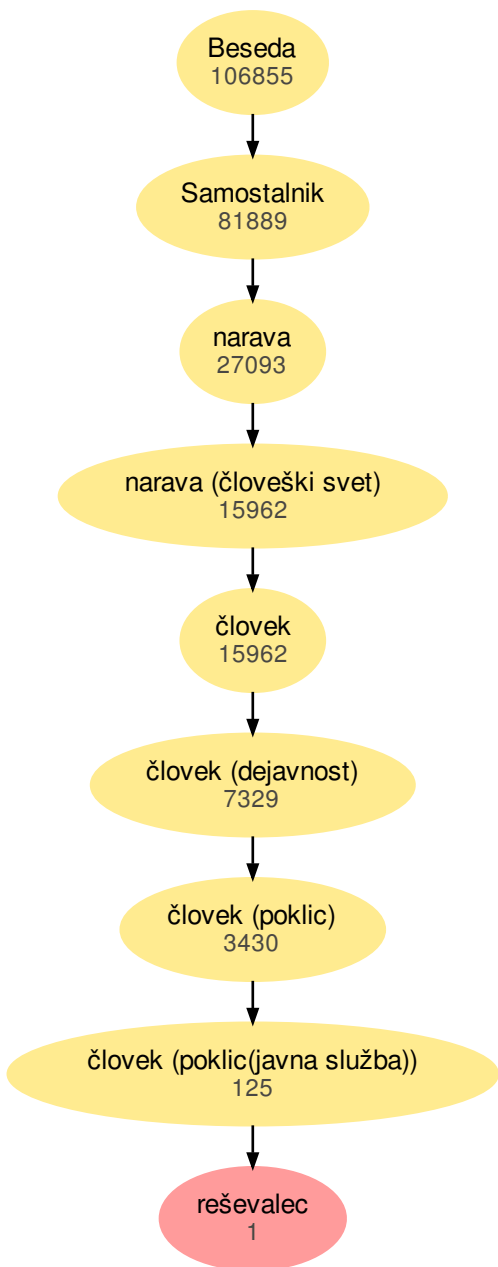 Beseda
106855
Samostalnik
81889
narava
27093
narava (človeški svet)
15962
človek
15962
človek (dejavnost)
7329
človek (poklic)
3430
človek (poklic(javna služba))
125
reševalec
1